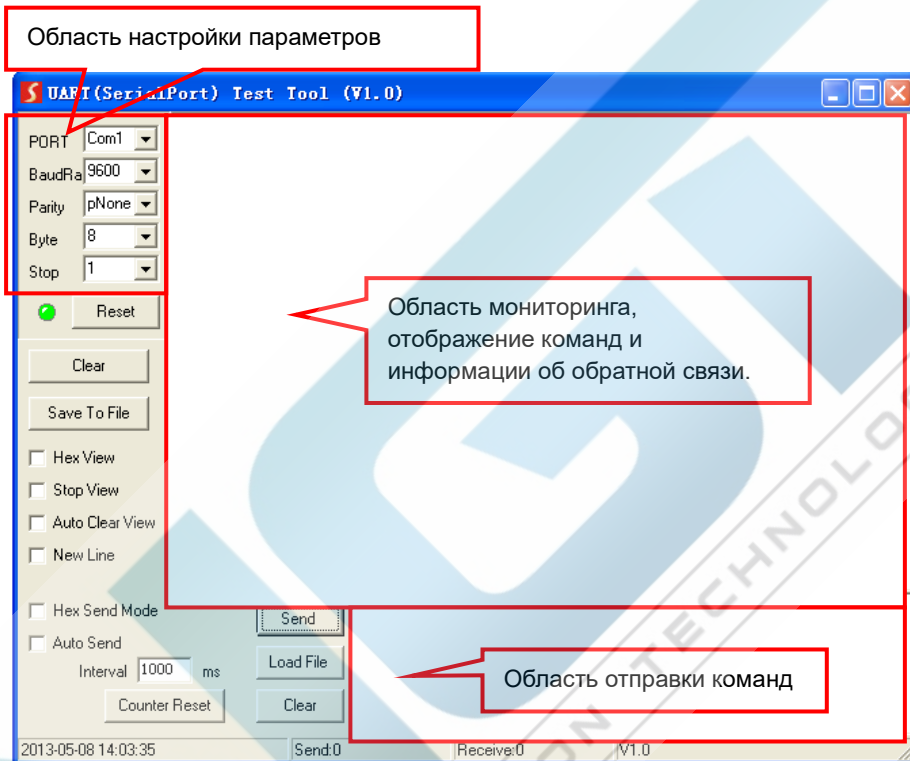 Область настройки параметров
UART(SerialPort) Test Tool (V1.0)
PORT Com1
BaudRa 9600
Parity pNone
Byte 8
Stop 1
Reset
Область мониторинга,
отображение команд и
информации об обратной связи.
Clear
Save To File
Hex View
Stop View
Auto Clear View
New Line
Hex Send Mode
Send
Auto Send
Interval 1000 ms
Load File
Область отправки команд
Counter Reset
Clear
2013-05-08 14:03:35 Send:0 Receive:0 V1.0